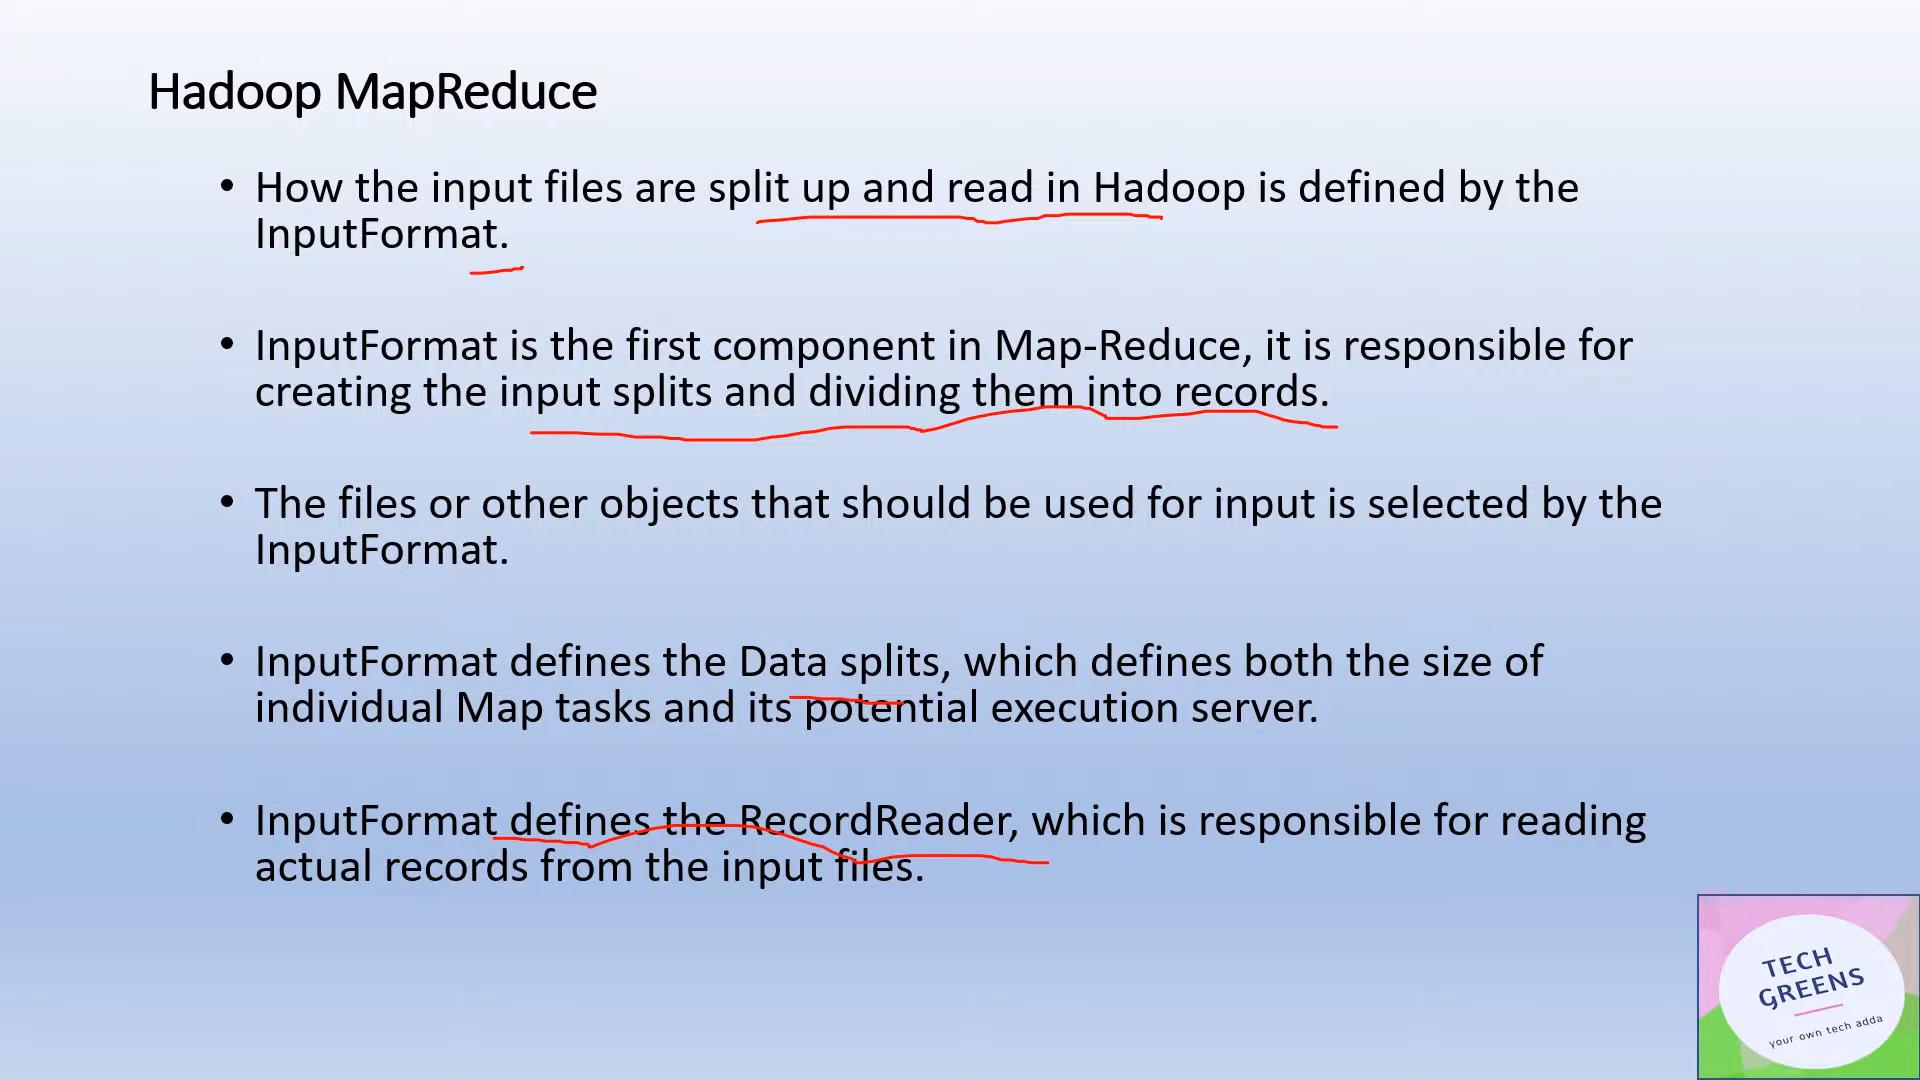 Hadoop MapReduce
• How the input files are split up and read in Hadoop is defined by the
InputFormat.
• InputFormat is the first component in Map-Reduce, it is responsible for
creating the input splits and dividing them into records.
• The files or other objects that should be used for input is selected by the
InputFormat.
• InputFormat defines the Data splits, which defines both the size of
individual Map tasks and its potential execution server.
• InputFormat defines the RecordReader, which is responsible for reading
actual records from the input files.
TECH
GREENS
your own tech adda